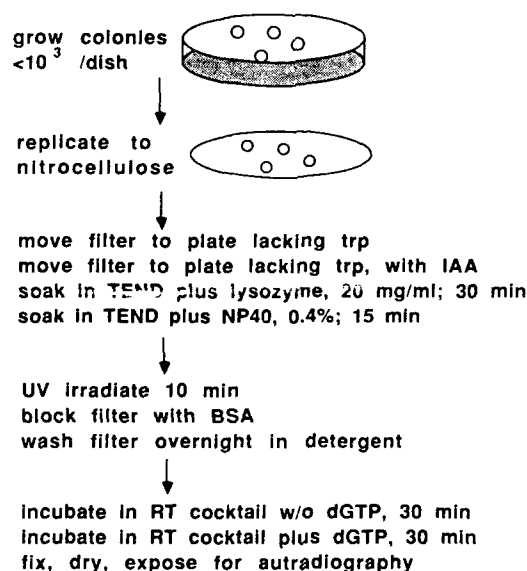 grow colonies
<10³ /dish
replicate to
nitrocellulose
move filter to plate lacking trp
move filter to plate lacking trp, with IAA
soak in TEND plus lysozyme, 20 mg/ml; 30 min
soak in TEND plus NP40, 0.4%; 15 min
UV irradiate 10 min
block filter with BSA
wash filter overnight in detergent
incubate in RT cocktail w/o dGTP, 30 min
incubate in RT cocktail plus dGTP, 30 min
fix, dry, expose for autradiography